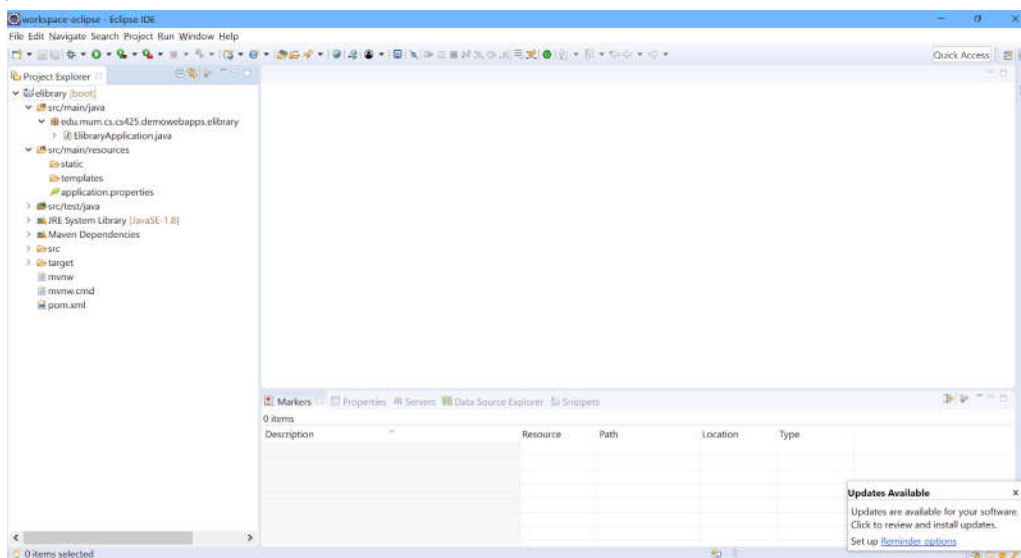 workspace-eclipse - Eclipse IDE
File Edit Navigate Search Project Run Window Help
Quick Access
Project Explorer
elibrary [boot]
src/main/java
edu.mum.cs.cs425.demowebapps.elibrary
ElibraryApplication.java
src/main/resources
static
templates
application.properties
src/test/java
JRE System Library [JavaSE-1.8]
Maven Dependencies
src
target
mvnw
mvnw.cmd
pom.xml
Markers Properties Servers Data Source Explorer Snippets
0 items
Description Resource Path Location Type
Updates Available
Updates are available for your software.
Click to review and install updates.
Set up Reminder options
0 items selected